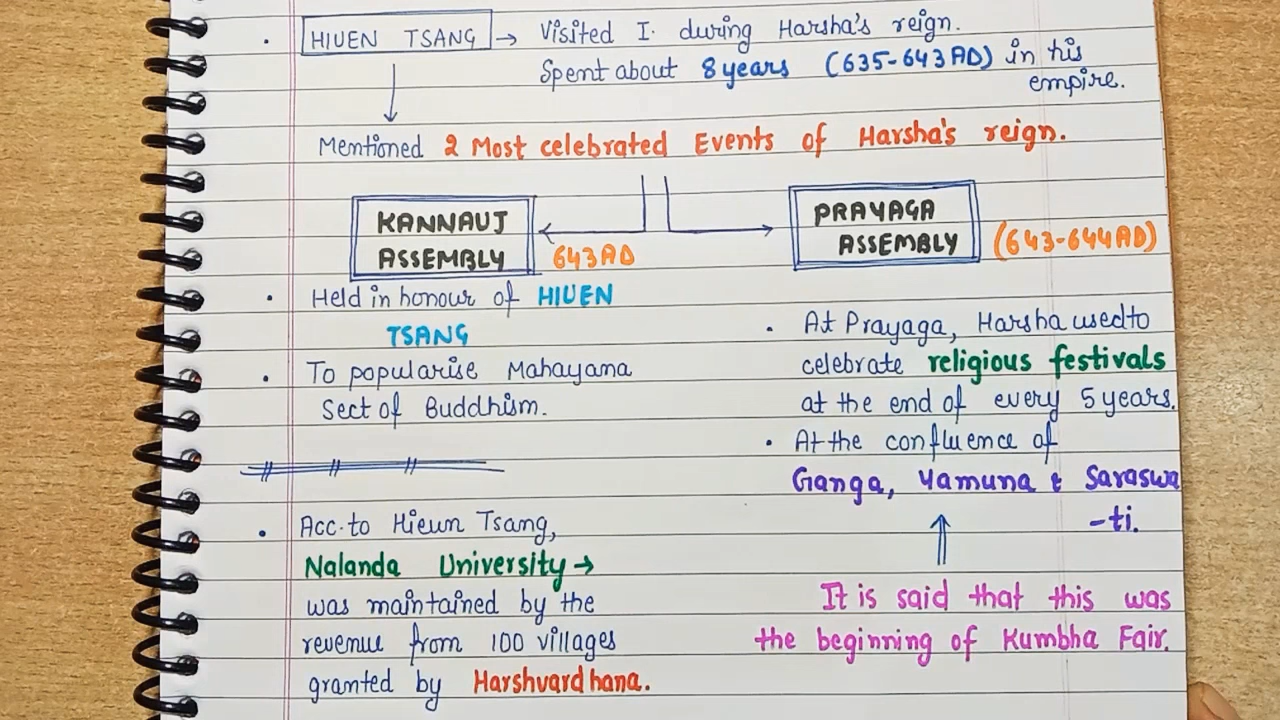 • HIUEN TSANG → Visited I. during Harsha's reign.
Spent about 8 years (635-643AD) in his
empire.
Mentioned 2 Most celebrated Events of Harsha's reign.
KANNAUJ
ASSEMBLY
643AD
• Held in honour of HIUEN
TSANG
• To popularise Mahayana
Sect of Buddhism.
• Acc. to Hieun Tsang,
Nalanda University →
was maintained by the
revenue from 100 villages
granted by Harshvardhana.
PRAYAGA
ASSEMBLY
(643-644AD)
• At Prayaga, Harsha used to
celebrate religious festivals
at the end of every 5 years.
• At the confluence of
Ganga, Yamuna & Saraswa
-ti.
It is said that this was
the beginning of Kumbha Fair.